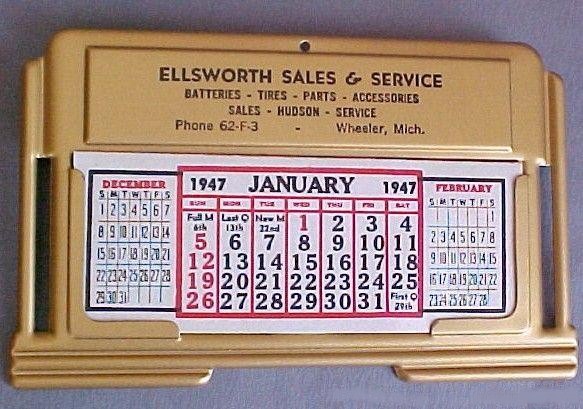 ELLSWORTH SALES & SERVICE
BATTERIES - TIRES - PARTS - ACCESSORIES
SALES - HUDSON - SERVICE
Phone 62-F-3 - Wheeler, Mich.
DECEMBER
S M T W T F S
1 2 3 4 5 6 7
8 9 10 11 12 13 14
15 16 17 18 19 20 21
22 23 24 25 26 27 28
29 30 31
1947 JANUARY 1947
SUN MON TUE WED THU FRI SAT
Full M 6th Last Q 13th New M 22nd 1 2 3 4
5 6 7 8 9 10 11
12 13 14 15 16 17 18
19 20 21 22 23 24 25
26 27 28 29 30 31 First Q 29th
FEBRUARY
S M T W T F S
1
2 3 4 5 6 7 8
9 10 11 12 13 14 15
16 17 18 19 20 21 22
23 24 25 26 27 28